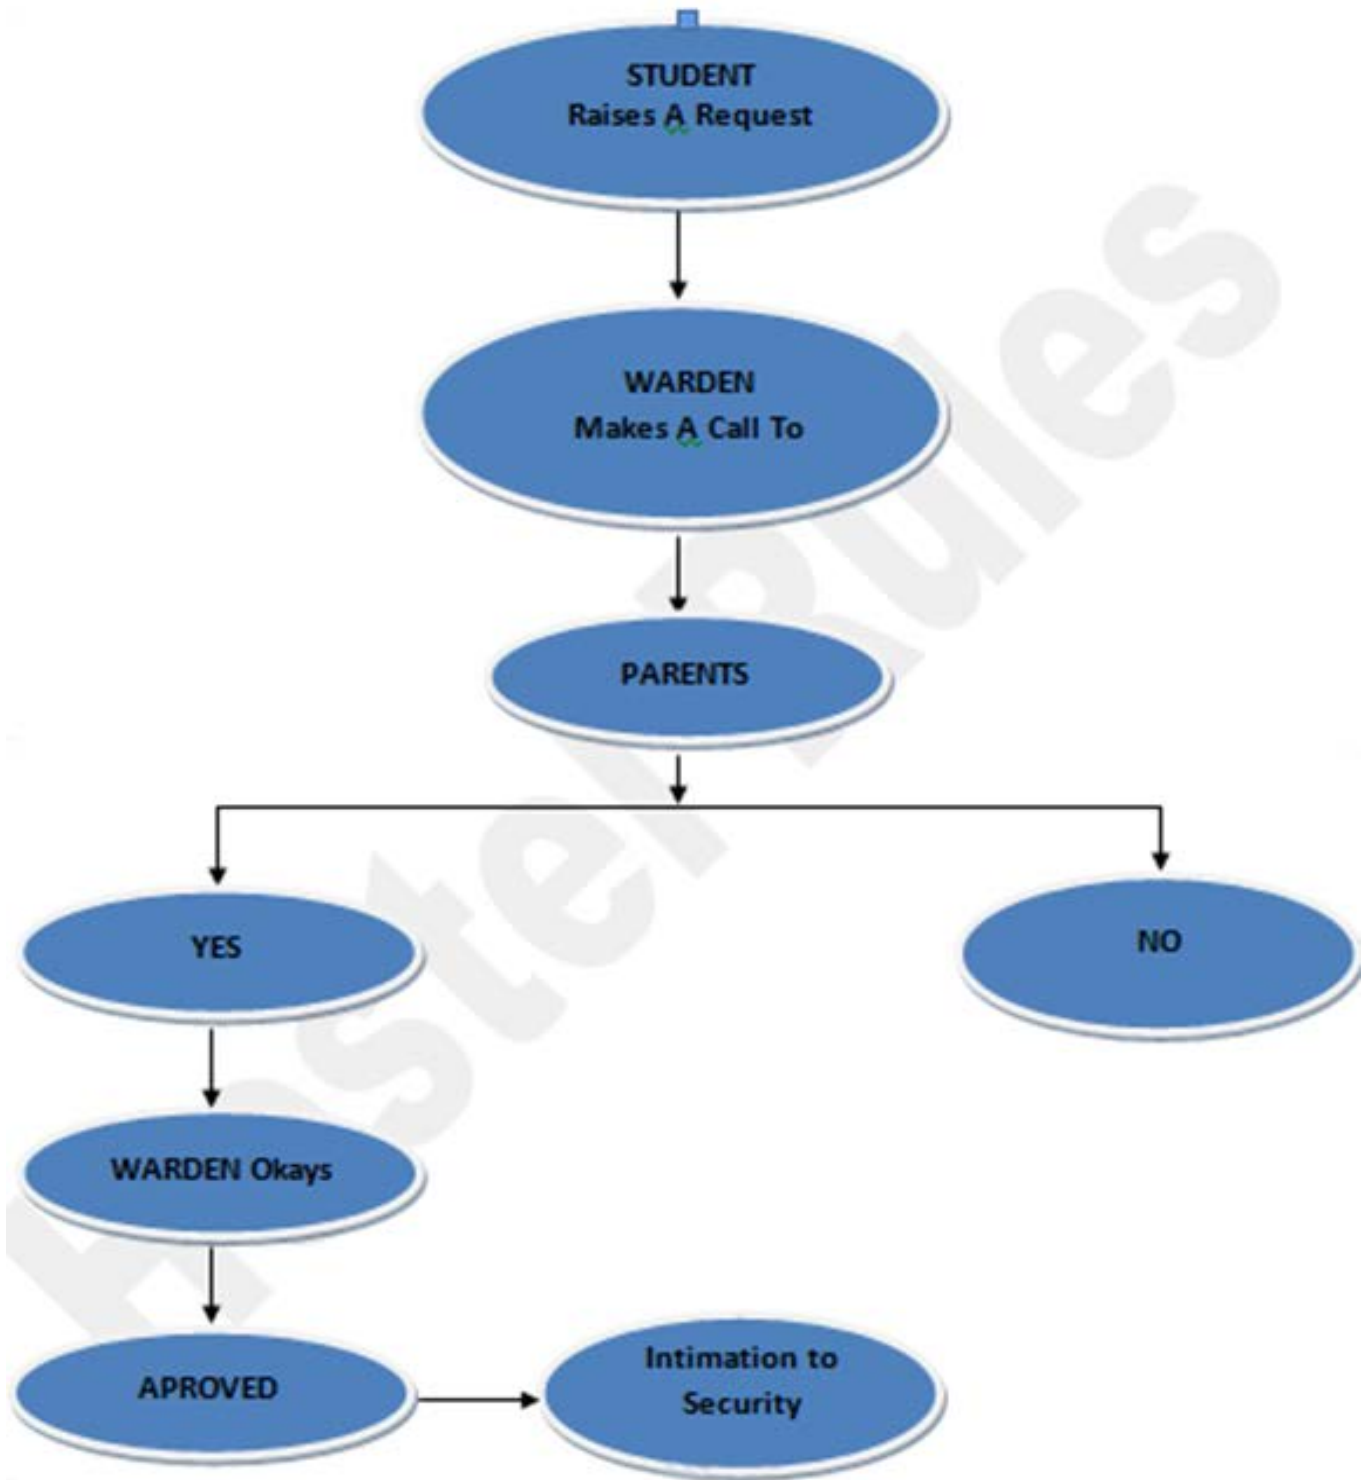 STUDENT
Raises A Request
WARDEN
Makes A Call To
PARENTS
YES
NO
WARDEN Okays
APROVED
Intimation to
Security
Hostel Rules